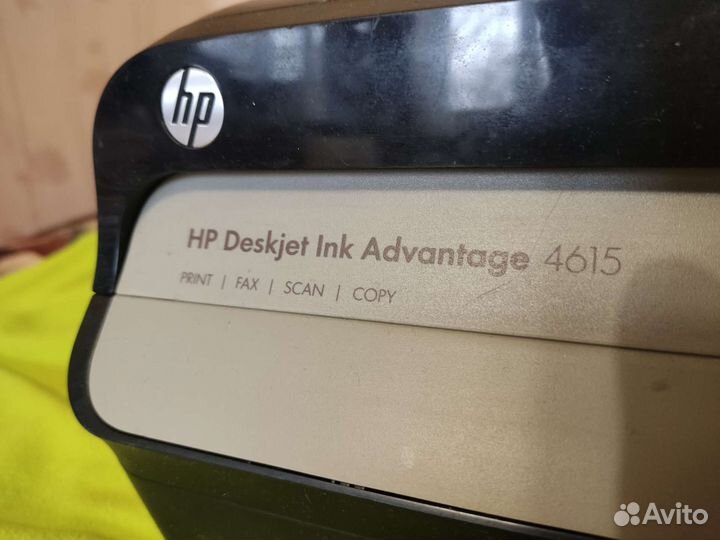 hp
HP Deskjet Ink Advantage 4615
PRINT | FAX | SCAN | COPY
Avito